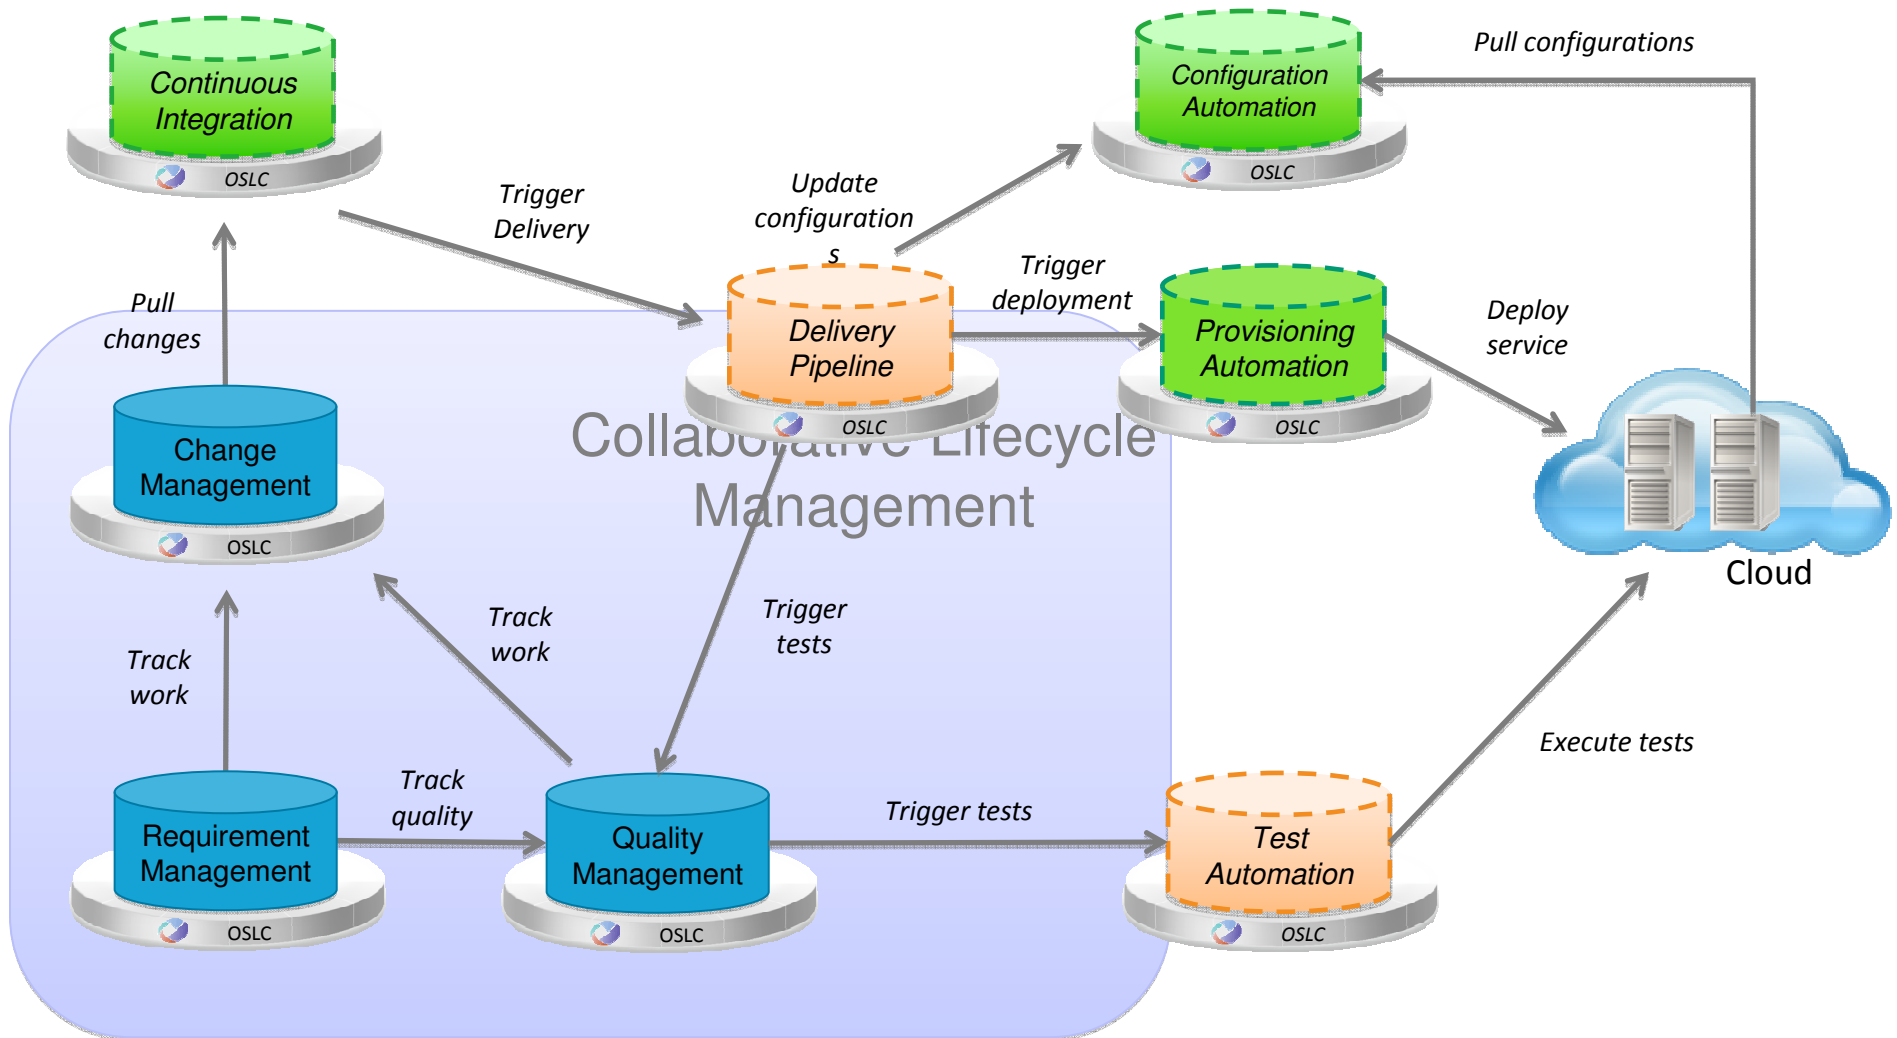 Continuous
Integration
OSLC
Configuration
Automation
OSLC
Pull configurations
Trigger
Delivery
Update
configuration
s
Trigger
deployment
Pull
changes
Delivery
Pipeline
OSLC
Provisioning
Automation
OSLC
Deploy
service
Collaborative Lifecycle
Management
Change
Management
OSLC
Cloud
Track
work
Track
work
Trigger
tests
Track
quality
Execute tests
Requirement
Management
OSLC
Quality
Management
OSLC
Trigger tests
Test
Automation
OSLC